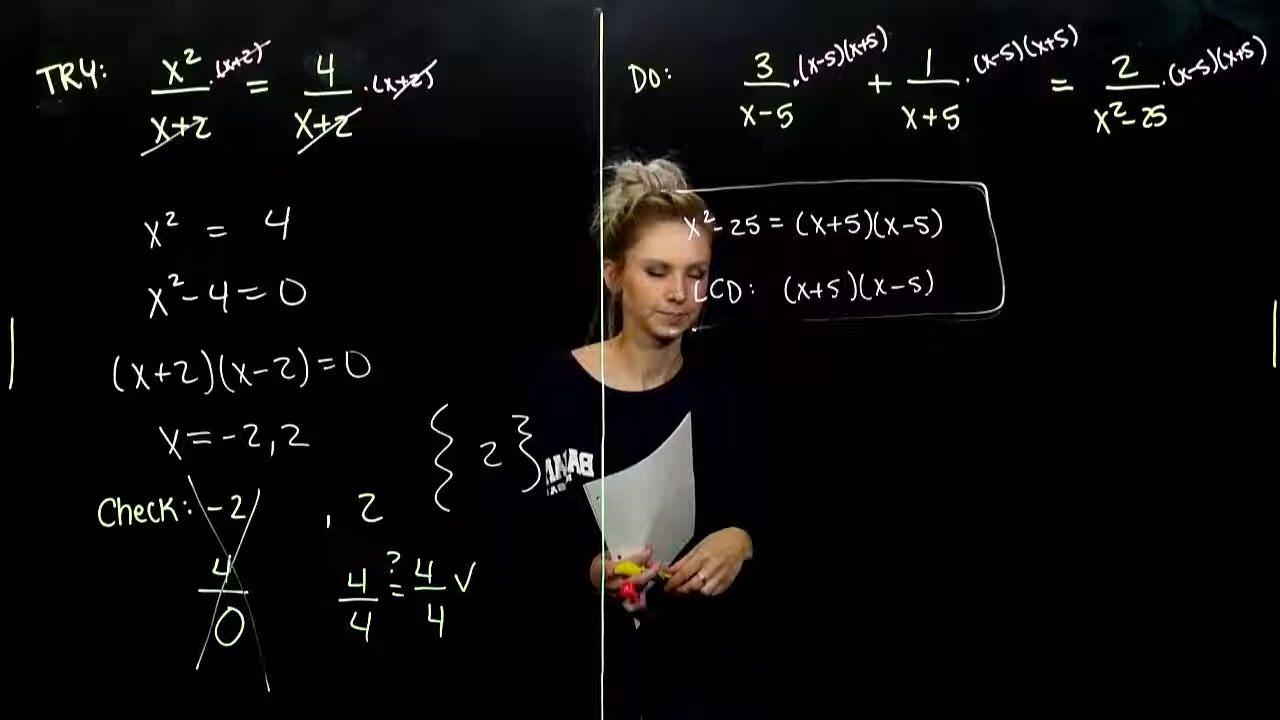 TRY: x²/(x+2) · (x+2) = 4/(x+2) · (x+2)
x² = 4
x² - 4 = 0
(x+2)(x-2) = 0
x = -2, 2
{2}
Check: -2 , 2
4/0
4/4 ?= 4/4 ✓
Do: 3/(x-5) · (x-5)(x+5) + 1/(x+5) · (x-5)(x+5) = 2/(x²-25) · (x-5)(x+5)
x² - 25 = (x+5)(x-5)
LCD: (x+5)(x-5)